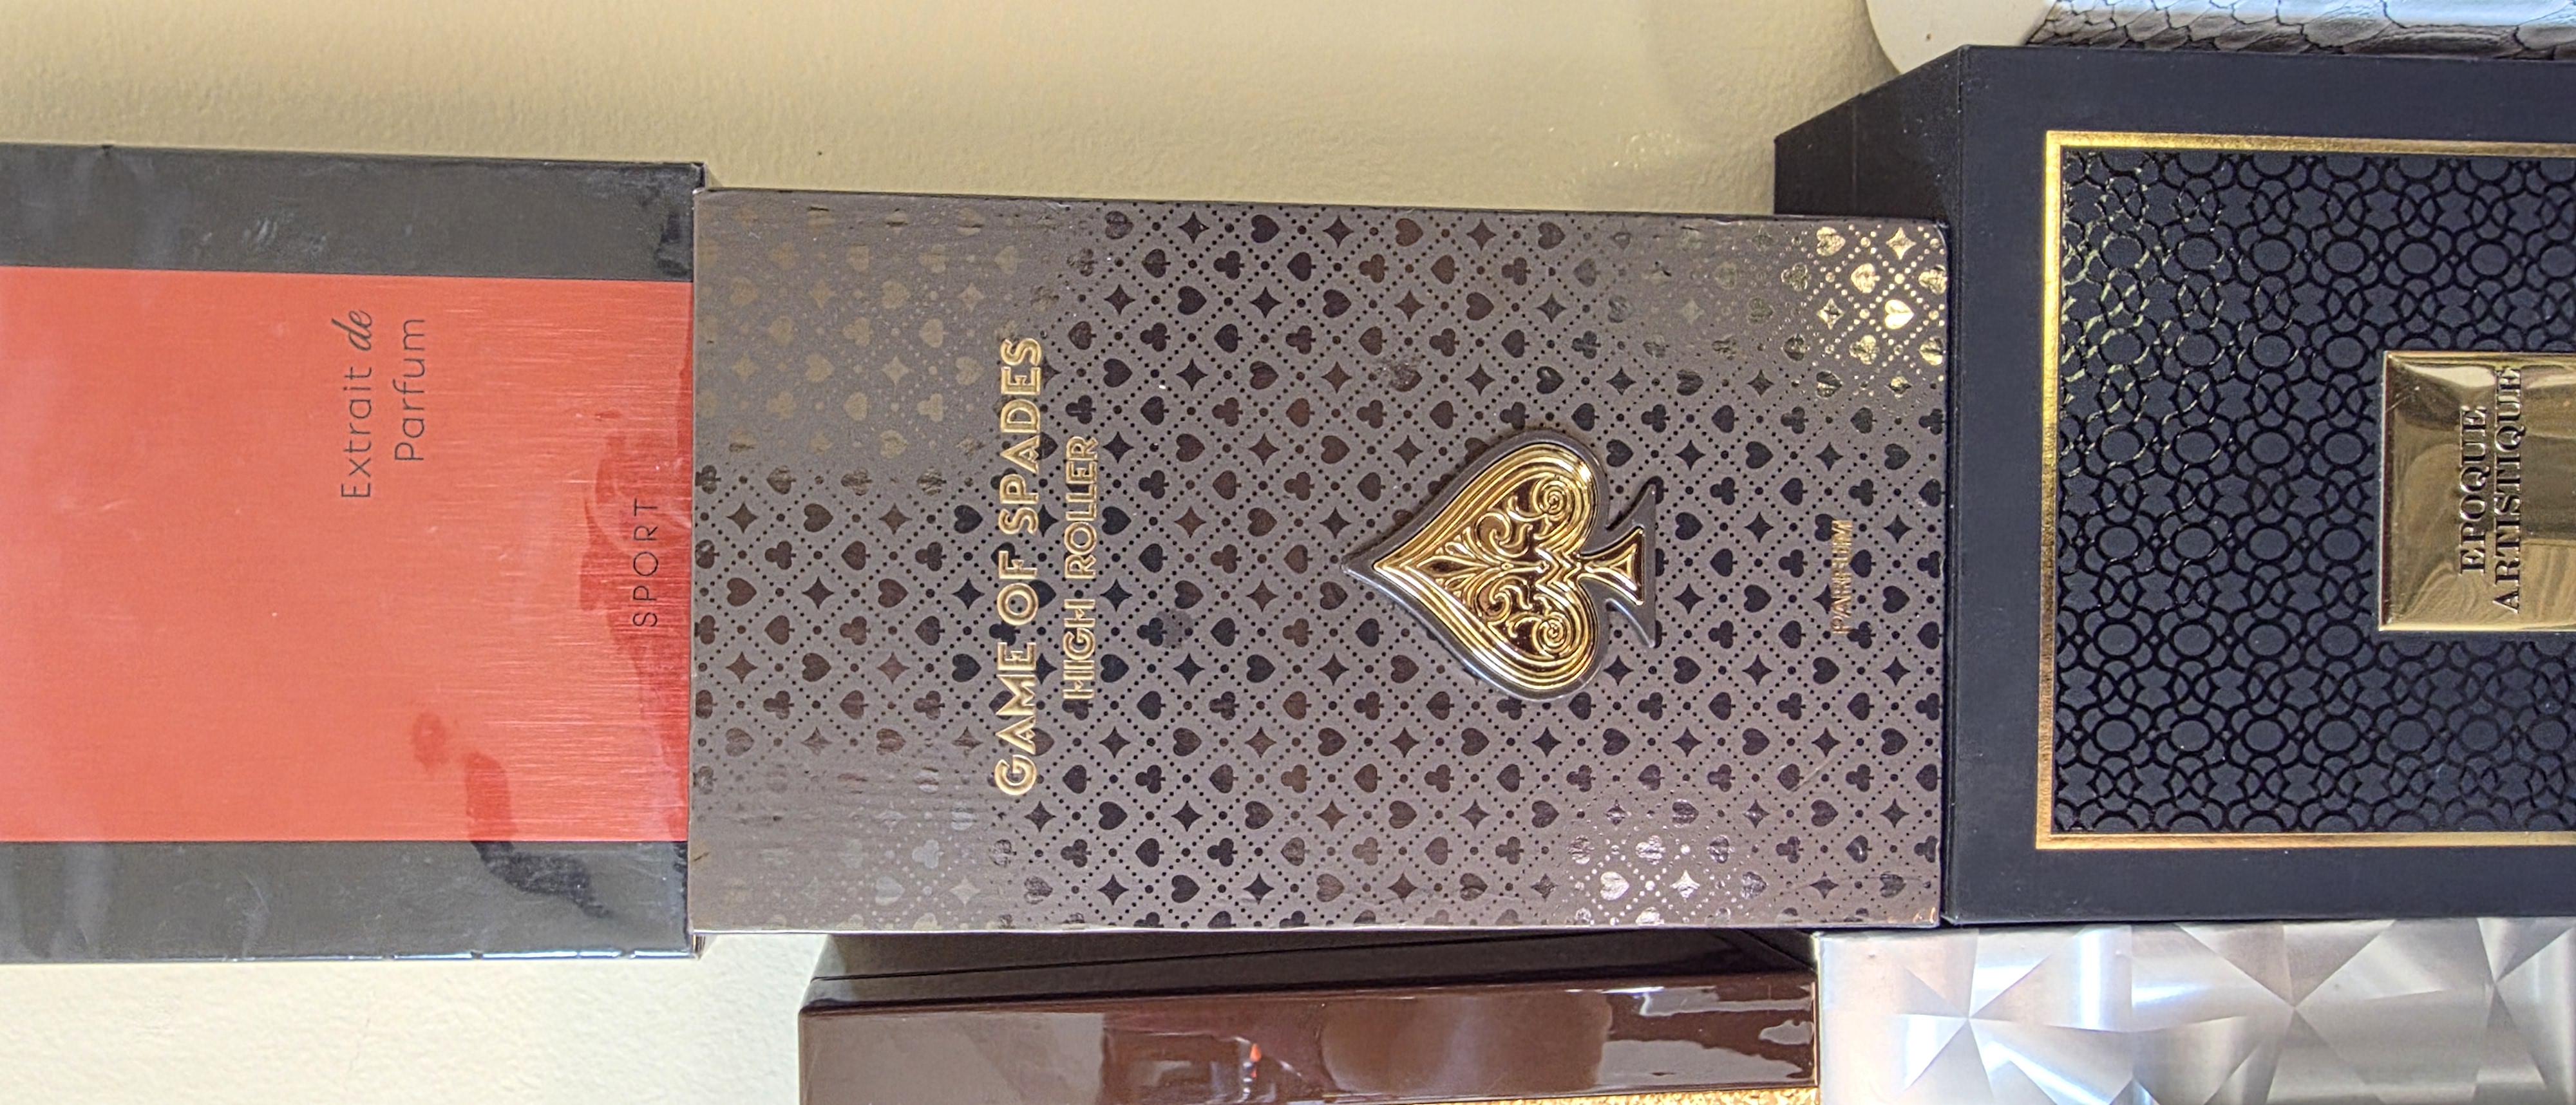 Extrait de
Parfum
SPORT
GAME OF SPADES
HIGH ROLLER
PARFUM
EPOQUE
ARTISTIQUE